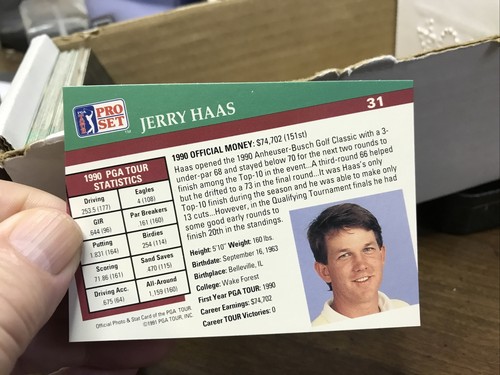 PGA TOUR
PRO
SET
JERRY HAAS
31
1990 PGA TOUR
STATISTICS
Driving
253.5 (177)
Eagles
4 (108)
GIR
644 (96)
Par Breakers
161 (160)
Putting
1.831 (164)
Birdies
254 (114)
Scoring
71.86 (161)
Sand Saves
470 (115)
Driving Acc.
675 (64)
All-Around
1,159 (160)
Official Photo & Stat Card of the PGA TOUR.
©1991 PGA TOUR, INC.
1990 OFFICIAL MONEY: $74,702 (151st)
Haas opened the 1990 Anheuser-Busch Golf Classic with a 3-
under-par 68 and stayed below 70 for the next two rounds to
finish among the Top-10 in the event...A third-round 66 helped
but he drifted to a 73 in the final round...It was Haas's only
Top-10 finish during the season and he was able to make only
13 cuts...However, in the Qualifying Tournament finals he had
some good early rounds to
finish 20th in the standings.
Height: 5'10" Weight: 160 lbs.
Birthdate: September 16, 1963
Birthplace: Belleville, IL
College: Wake Forest
First Year PGA TOUR: 1990
Career Earnings: $74,702
Career TOUR Victories: 0